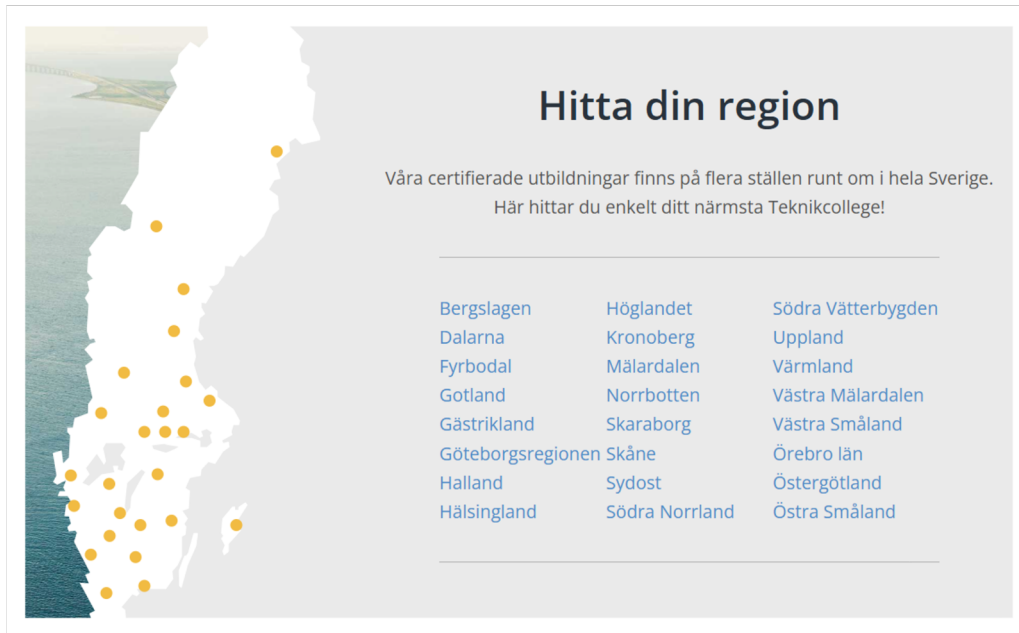 Hitta din region
Våra certifierade utbildningar finns på flera ställen runt om i hela Sverige.
Här hittar du enkelt ditt närmsta Teknikcollege!
Bergslagen
Dalarna
Fyrbodal
Gotland
Gästrikland
Göteborgsregionen
Halland
Hälsingland
Höglandet
Kronoberg
Mälardalen
Norrbotten
Skaraborg
Skåne
Sydost
Södra Norrland
Södra Vätterbygden
Uppland
Värmland
Västra Mälardalen
Västra Småland
Örebro län
Östergötland
Östra Småland